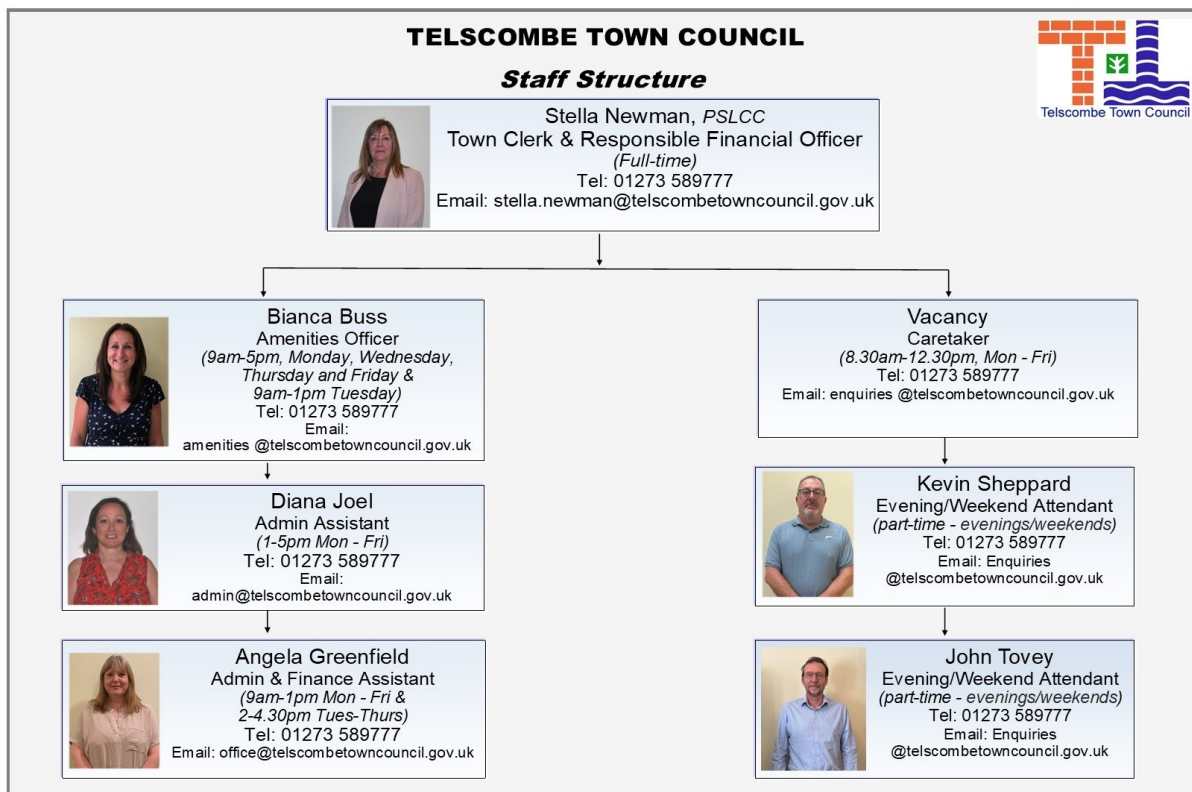 TELSCOMBE TOWN COUNCIL
Staff Structure
Telscombe Town Council
Stella Newman, PSLCC
Town Clerk & Responsible Financial Officer
(Full-time)
Tel: 01273 589777
Email: stella.newman@telscombetowncouncil.gov.uk
Bianca Buss
Amenities Officer
(9am-5pm, Monday, Wednesday,
Thursday and Friday &
9am-1pm Tuesday)
Tel: 01273 589777
Email:
amenities @telscombetowncouncil.gov.uk
Diana Joel
Admin Assistant
(1-5pm Mon - Fri)
Tel: 01273 589777
Email:
admin@telscombetowncouncil.gov.uk
Angela Greenfield
Admin & Finance Assistant
(9am-1pm Mon - Fri &
2-4.30pm Tues-Thurs)
Tel: 01273 589777
Email: office@telscombetowncouncil.gov.uk
Vacancy
Caretaker
(8.30am-12.30pm, Mon - Fri)
Tel: 01273 589777
Email: enquiries @telscombetowncouncil.gov.uk
Kevin Sheppard
Evening/Weekend Attendant
(part-time - evenings/weekends)
Tel: 01273 589777
Email: Enquiries
@telscombetowncouncil.gov.uk
John Tovey
Evening/Weekend Attendant
(part-time - evenings/weekends)
Tel: 01273 589777
Email: Enquiries
@telscombetowncouncil.gov.uk